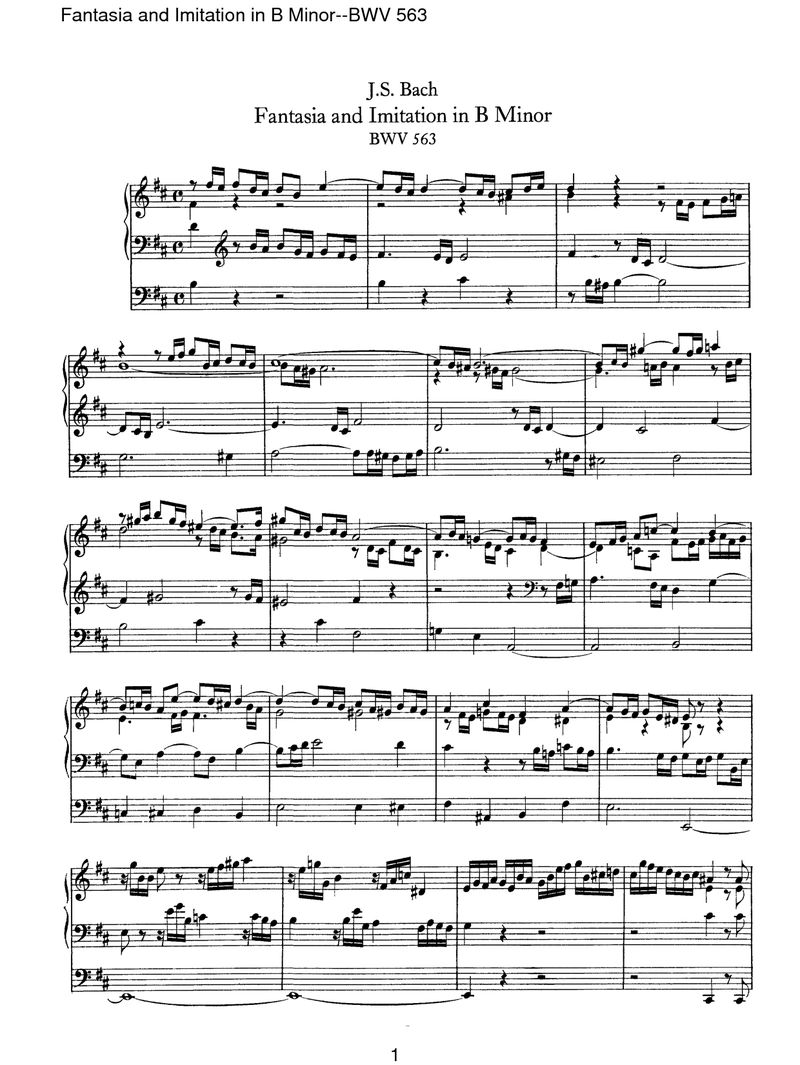 Fantasia and Imitation in B Minor--BWV 563
J.S. Bach
Fantasia and Imitation in B Minor
BWV 563
1